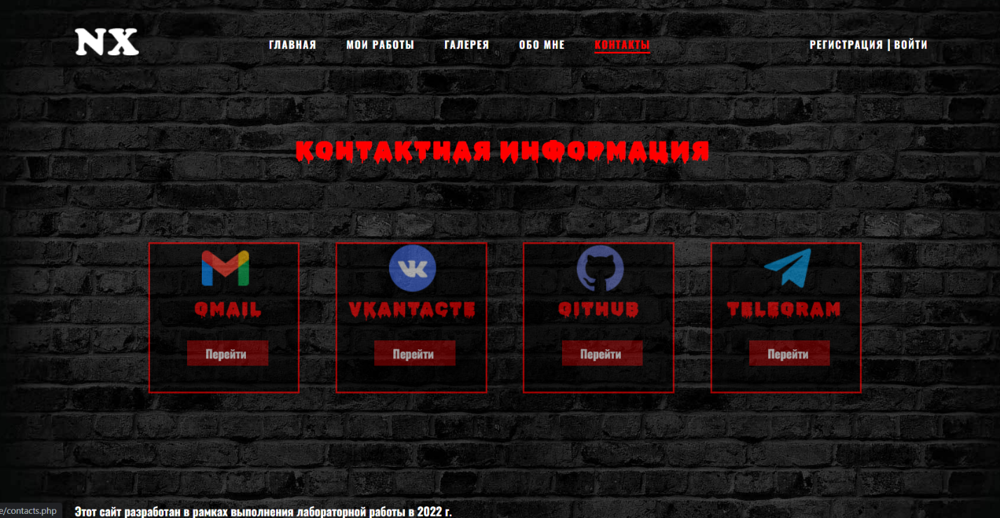 NX
ГЛАВНАЯ МОИ РАБОТЫ ГАЛЕРЕЯ ОБО МНЕ КОНТАКТЫ РЕГИСТРАЦИЯ | ВОЙТИ
КОНТАКТНАЯ ИНФОРМАЦИЯ
GMAIL VKANTACTE GITHUB TELEGRAM
Перейти Перейти Перейти Перейти
e/contacts.php
Этот сайт разработан в рамках выполнения лабораторной работы в 2022 г.